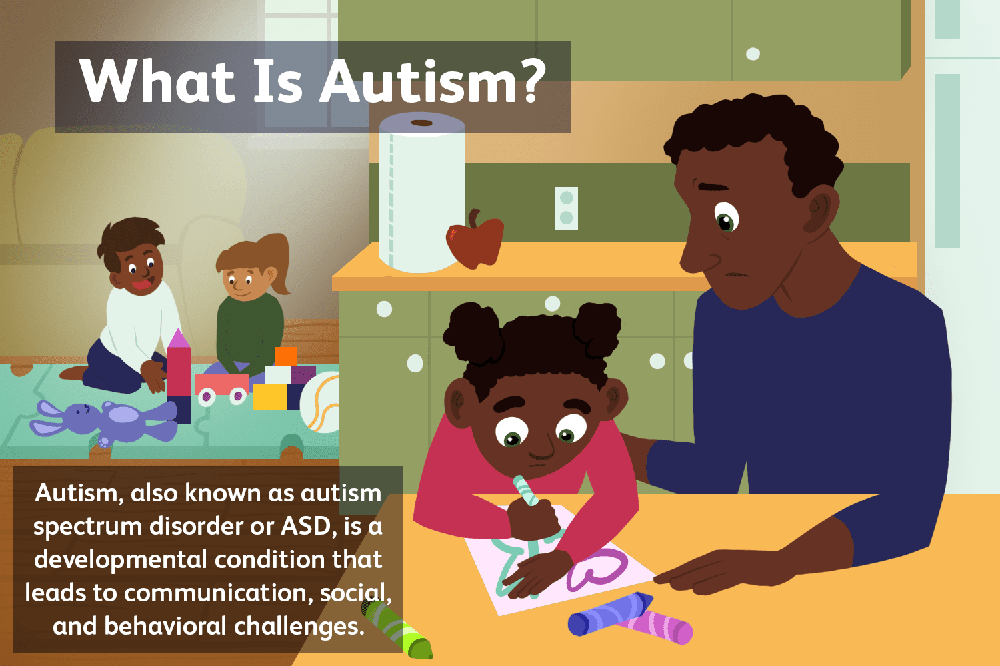 What Is Autism?
Autism, also known as autism
spectrum disorder or ASD, is a
developmental condition that
leads to communication, social,
and behavioral challenges.